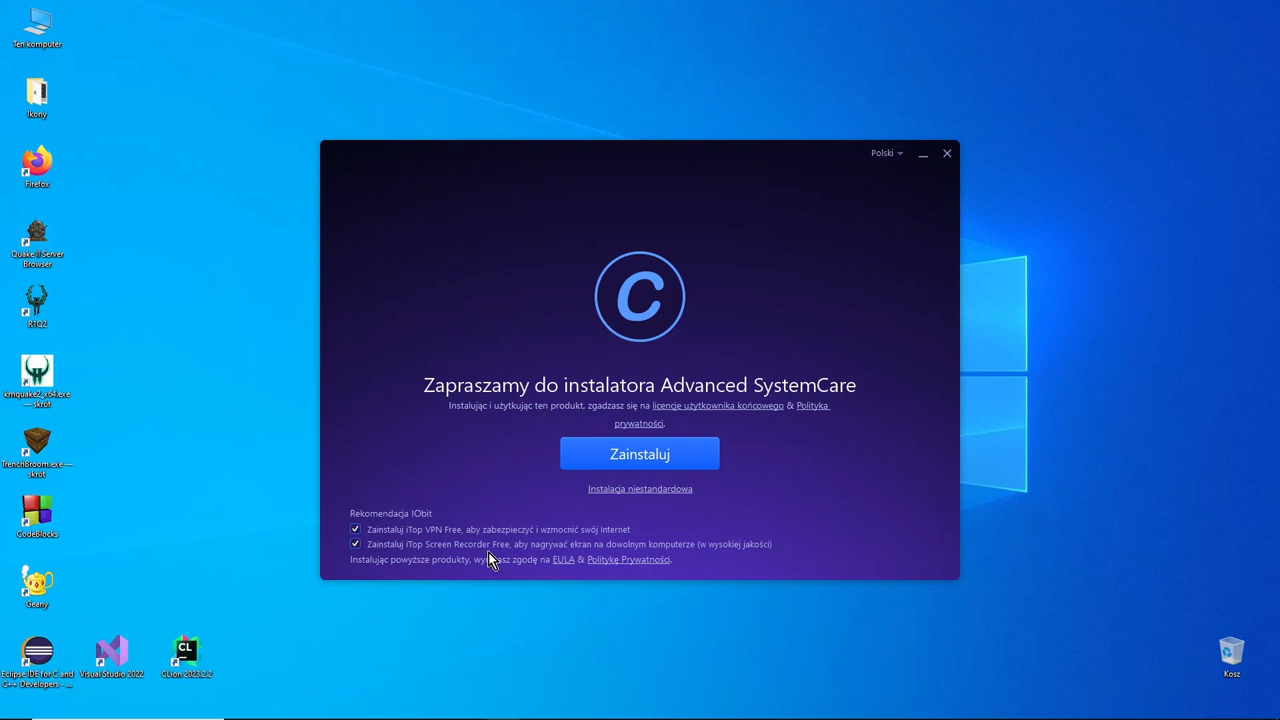 Ten komputer
Ikony
Firefox
Quake II Server
Browser
R1Q2
kmquake2_x64.exe
— skrót
TrenchBroom.exe —
skrót
CodeBlocks
Geany
Eclipse IDE for C and
C++ Developers - ...
Visual Studio 2022
CL
CLion 2023.2.2
Polski
C
Zapraszamy do instalatora Advanced SystemCare
Instalując i użytkując ten produkt, zgadzasz się na licencje użytkownika końcowego & Polityka
prywatności.
Zainstaluj
Instalacja niestandardowa
Rekomendacja IObit
Zainstaluj iTop VPN Free, aby zabezpieczyć i wzmocnić swój Internet
Zainstaluj iTop Screen Recorder Free, aby nagrywać ekran na dowolnym komputerze (w wysokiej jakości)
Instalując powyższe produkty, zgodę na EULA & Politykę Prywatności.
Kosz